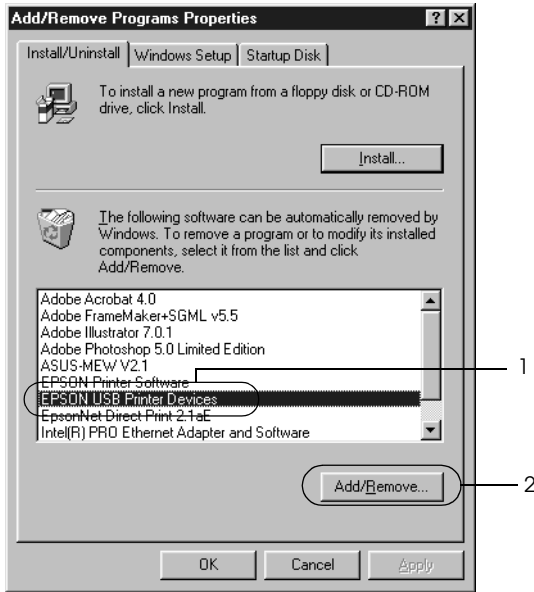 Add/Remove Programs Properties
Install/Uninstall Windows Setup Startup Disk
To install a new program from a floppy disk or CD-ROM
drive, click Install.
Install...
The following software can be automatically removed by
Windows. To remove a program or to modify its installed
components, select it from the list and click
Add/Remove.
Adobe Acrobat 4.0
Adobe FrameMaker+SGML v5.5
Adobe Illustrator 7.0.1
Adobe Photoshop 5.0 Limited Edition
ASUS-MEW V2.1
EPSON Printer Software
1
EPSON USB Printer Devices
EpsonNet Direct Print 2.1aE
Intel(R) PRO Ethernet Adapter and Software
Add/Remove...
2
OK Cancel Apply